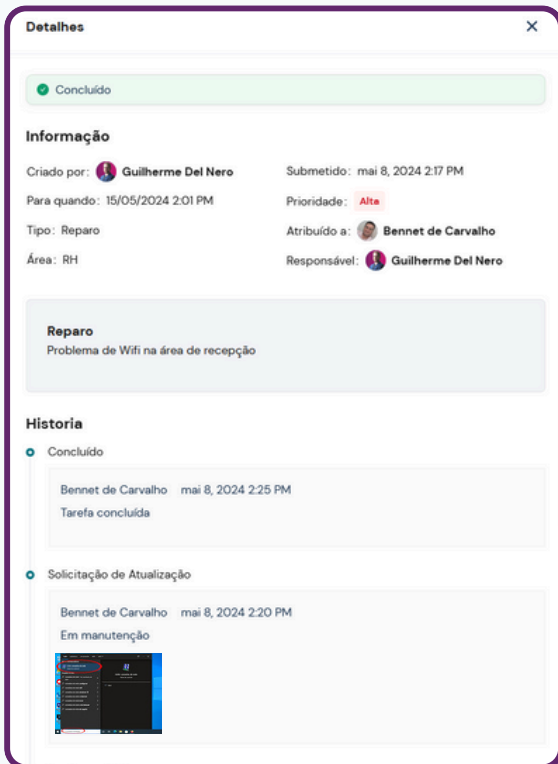 Detalhes
Concluído
Informação
Criado por: Guilherme Del Nero
Submetido: mai 8, 2024 2:17 PM
Para quando: 15/05/2024 2:01 PM
Prioridade: Alta
Tipo: Reparo
Atribuído a: Bennet de Carvalho
Área: RH
Responsável: Guilherme Del Nero
Reparo
Problema de Wifi na área de recepção
Historia
Concluído
Bennet de Carvalho mai 8, 2024 2:25 PM
Tarefa concluída
Solicitação de Atualização
Bennet de Carvalho mai 8, 2024 2:20 PM
Em manutenção